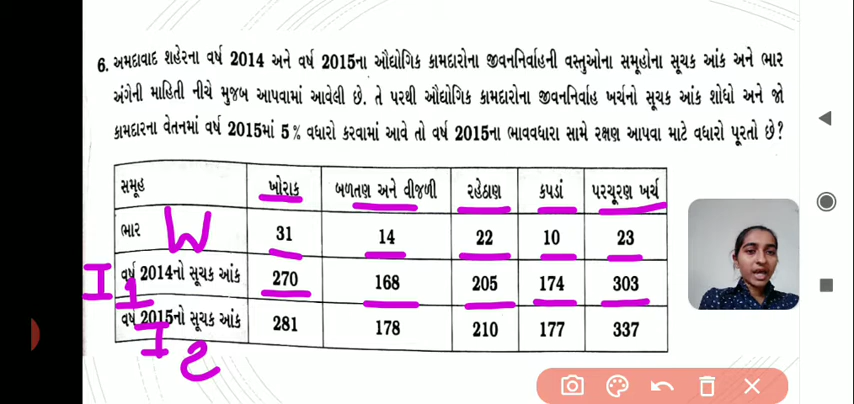 6. અમદાવાદ શહેરના વર્ષ 2014 અને વર્ષ 2015ના ઔદ્યોગિક કામદારોના જીવનનિર્વાહની વસ્તુઓના સમૂહોના સૂચક આંક અને ભાર
અંગેની માહિતી નીચે મુજબ આપવામાં આવેલી છે. તે પરથી ઔદ્યોગિક કામદારોના જીવનનિર્વાહ ખર્ચનો સૂચક આંક શોધો અને જો
કામદારના વેતનમાં વર્ષ 2015માં 5% વધારો કરવામાં આવે તો વર્ષ 2015ના ભાવવધારા સામે રક્ષણ આપવા માટે વધારો પૂરતો છે?
સમૂહ ખોરાક બળતણ અને વીજળી રહેઠાણ કપડાં પરચૂરણ ખર્ચ
ભાર W 31 14 22 10 23
I1 વર્ષ 2014નો સૂચક આંક 270 168 205 174 303
વર્ષ 2015નો સૂચક આંક 281 178 210 177 337
I2